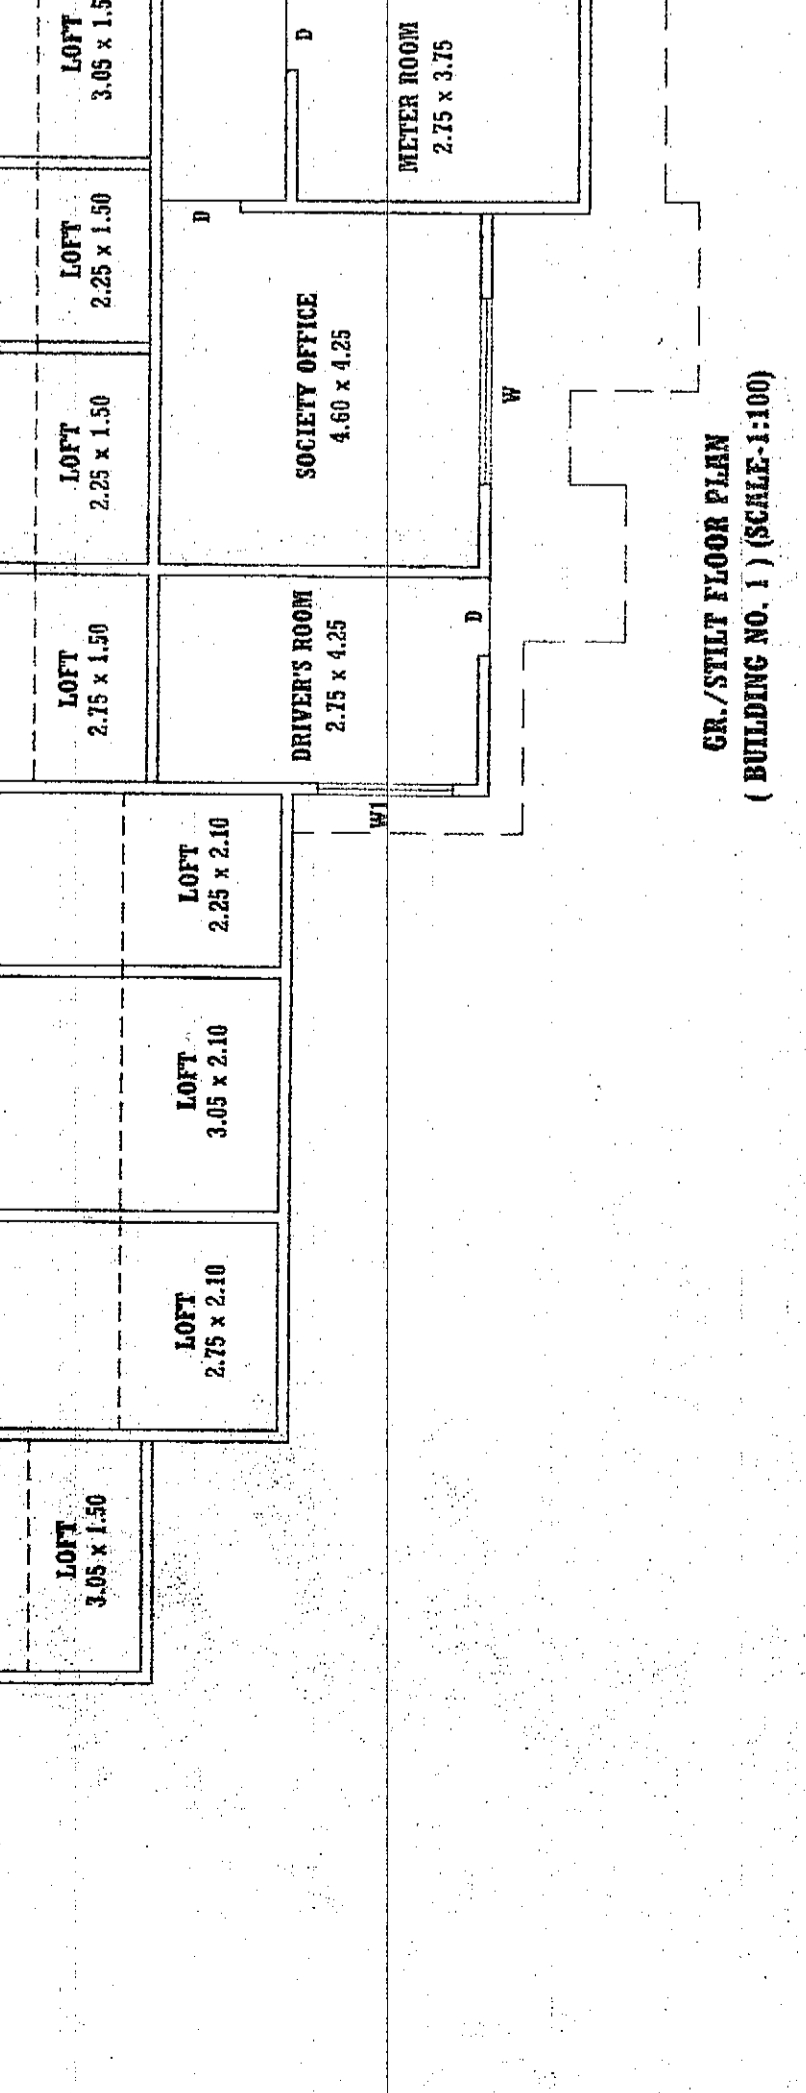 LOFT
3.05 x 1.5
LOFT
2.25 x 1.50
LOFT
2.25 x 1.50
LOFT
2.75 x 1.50
D
D
METER ROOM
2.75 x 3.75
SOCIETY OFFICE
4.60 x 4.25
W
DRIVER'S ROOM
2.75 x 4.25
D
W1
LOFT
2.25 x 2.10
LOFT
3.05 x 2.10
LOFT
2.75 x 2.10
LOFT
3.05 x 1.50
GR./STILT FLOOR PLAN
( BUILDING NO. 1 ) (SCALE-1:100)